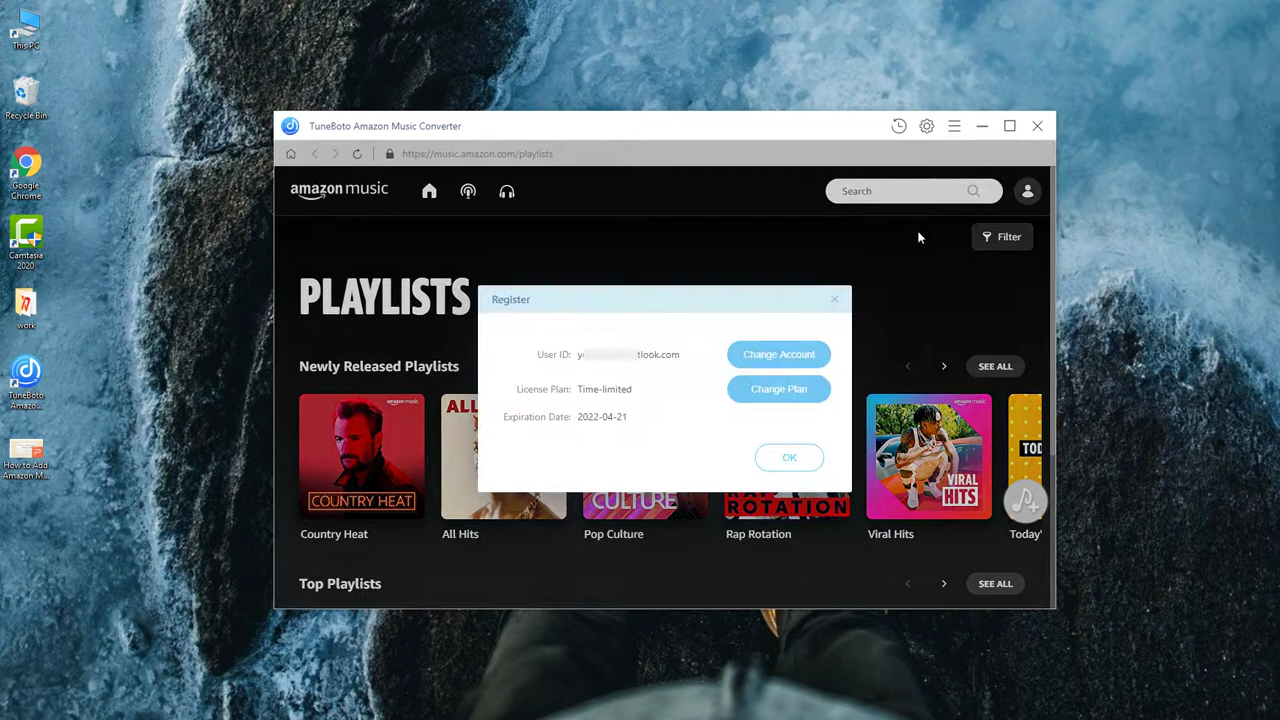 This PC
Recycle Bin
Google
Chrome
Camtasia
2020
work
TuneBoto
Amazo...
How to Add
Amazon M...
TuneBoto Amazon Music Converter
https://music.amazon.com/playlists
amazon music
Search
Filter
PLAYLISTS
Register
User ID: y tlook.com
Change Account
License Plan: Time-limited
Change Plan
Expiration Date: 2022-04-21
OK
Newly Released Playlists
SEE ALL
amazon music
COUNTRY HEAT
ALL
CULTURE
ROTATION
amazon music
VIRAL
HITS
TOD
Country Heat
All Hits
Pop Culture
Rap Rotation
Viral Hits
Today'
Top Playlists
SEE ALL